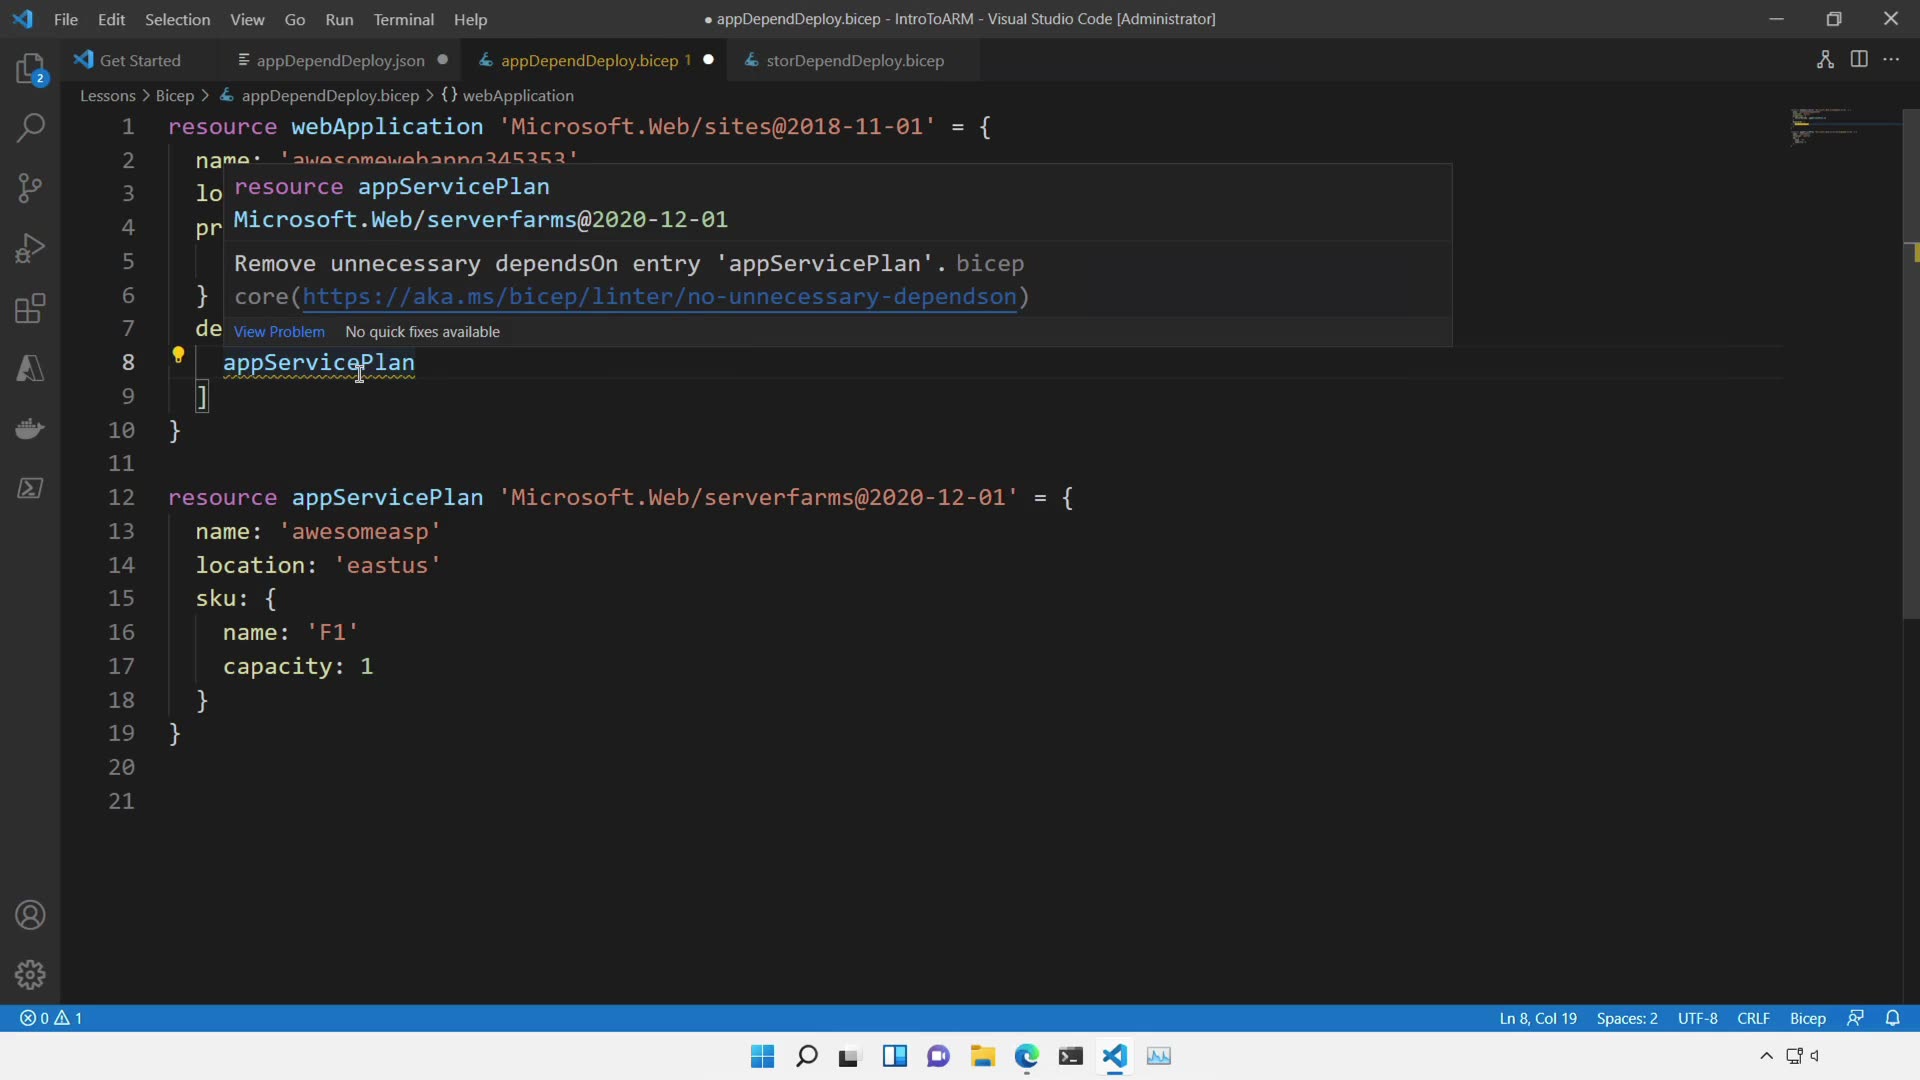 File Edit Selection View Go Run Terminal Help
● appDependDeploy.bicep - IntroToARM - Visual Studio Code [Administrator]
2
Get Started
appDependDeploy.json
appDependDeploy.bicep 1
storDependDeploy.bicep
Lessons > Bicep > appDependDeploy.bicep > {} webApplication
1 resource webApplication 'Microsoft.Web/sites@2018-11-01' = {
2 name: 'awesomewebappq345353'
3 lo
resource appServicePlan
4 pr
Microsoft.Web/serverfarms@2020-12-01
5
Remove unnecessary dependsOn entry 'appServicePlan'. bicep
6 }
core(https://aka.ms/bicep/linter/no-unnecessary-dependson)
7 de
View Problem No quick fixes available
8 appServicePlan
9 ]
10 }
11
12 resource appServicePlan 'Microsoft.Web/serverfarms@2020-12-01' = {
13 name: 'awesomeasp'
14 location: 'eastus'
15 sku: {
16 name: 'F1'
17 capacity: 1
18 }
19 }
20
21
0 1
Ln 8, Col 19 Spaces: 2 UTF-8 CRLF Bicep